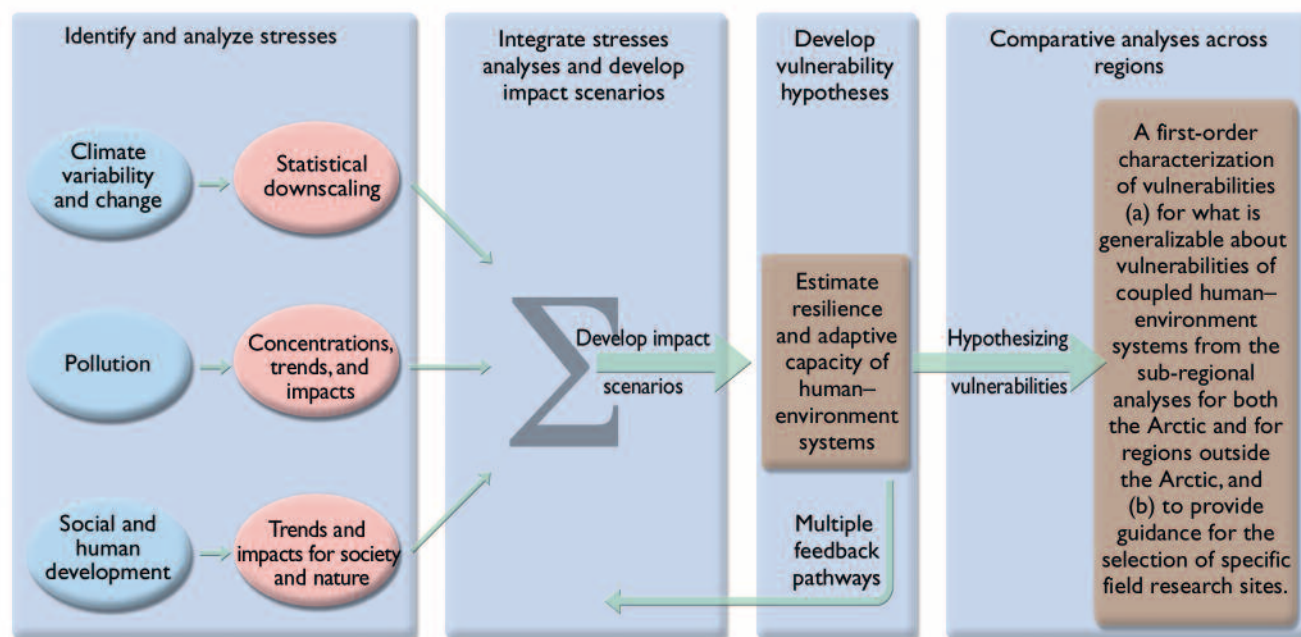 Identify and analyze stresses
Climate
variability
and change
Statistical
downscaling
Pollution
Concentrations,
trends, and
impacts
Social and
human
development
Trends and
impacts for society
and nature
Integrate stresses
analyses and develop
impact scenarios
Σ
Develop impact
scenarios
Develop
vulnerability
hypotheses
Estimate
resilience
and adaptive
capacity of
human–
environment
systems
Multiple
feedback
pathways
Hypothesizing
vulnerabilities
Comparative analyses across
regions
A first-order
characterization
of vulnerabilities
(a) for what is
generalizable about
vulnerabilities of
coupled human–
environment
systems from the
sub-regional
analyses for both
the Arctic and for
regions outside
the Arctic, and
(b) to provide
guidance for the
selection of specific
field research sites.